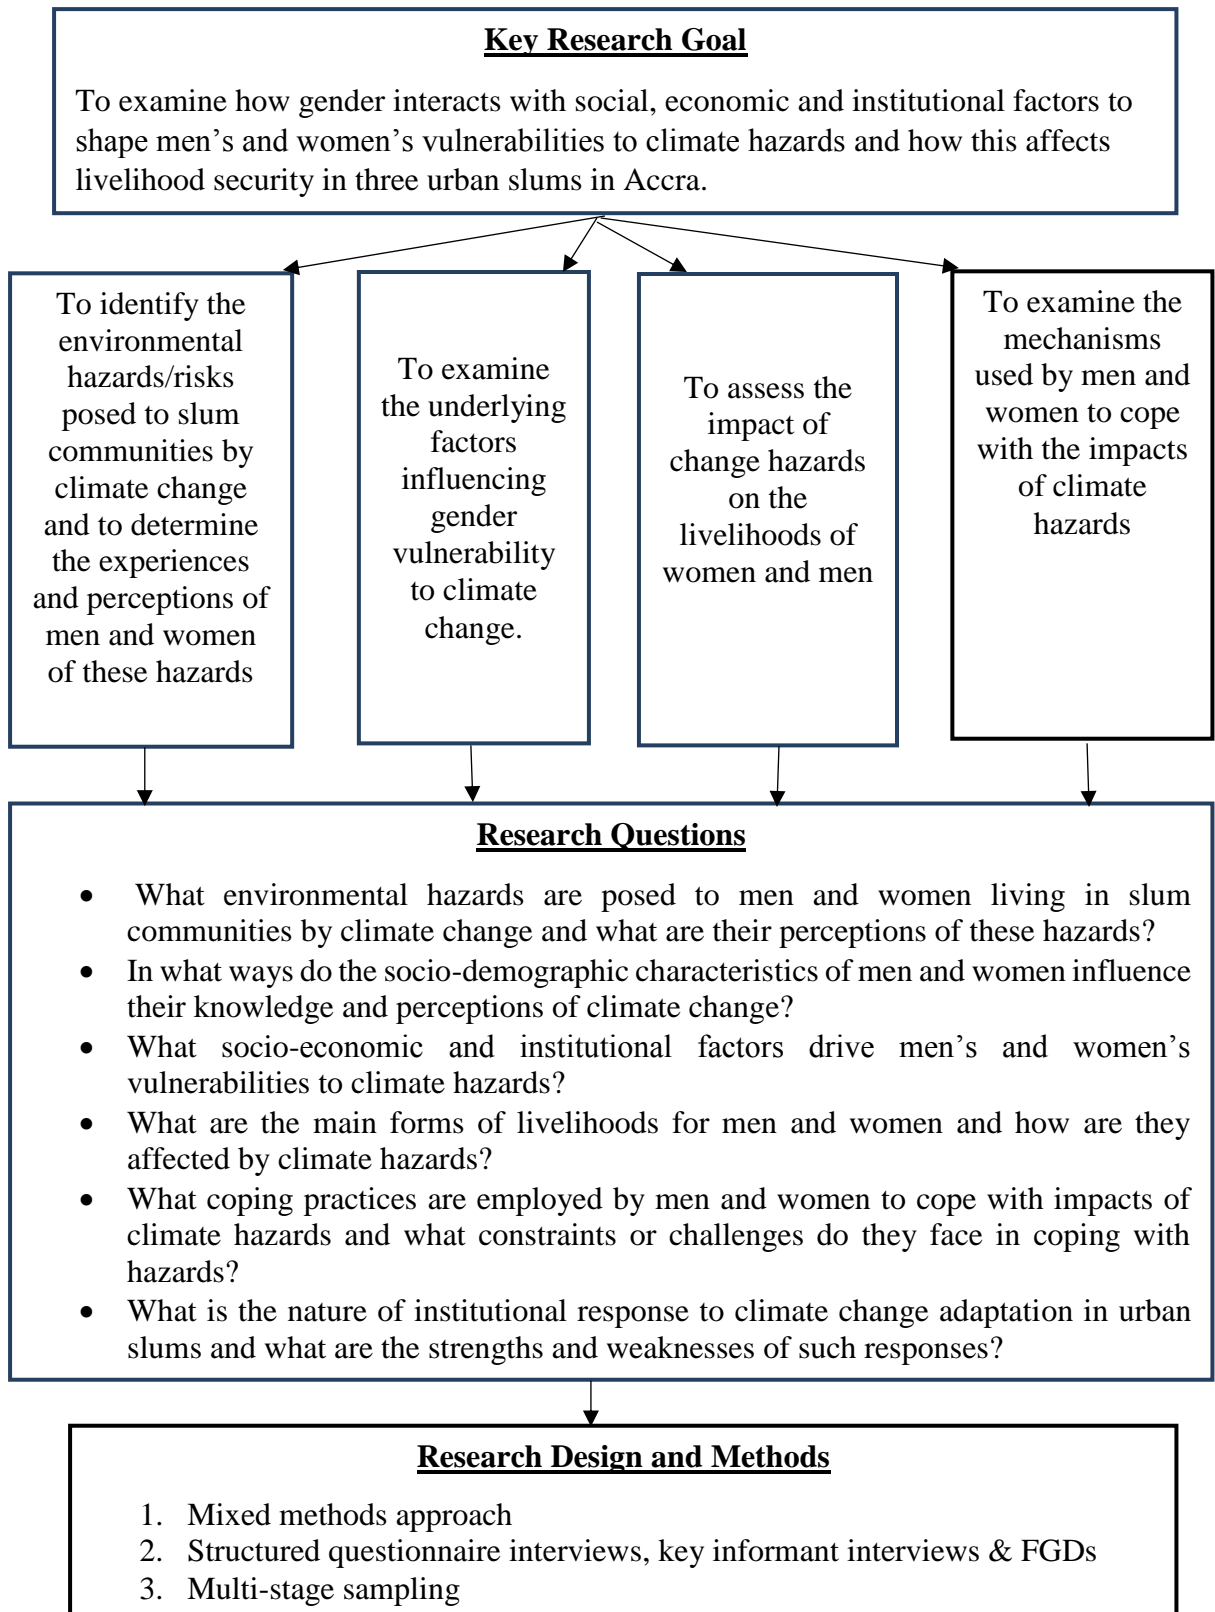 Key Research Goal
To examine how gender interacts with social, economic and institutional factors to
shape men's and women's vulnerabilities to climate hazards and how this affects
livelihood security in three urban slums in Accra.
To identify the
environmental
hazards/risks
posed to slum
communities by
climate change
and to determine
the experiences
and perceptions of
men and women
of these hazards
To examine
the underlying
factors
influencing
gender
vulnerability
to climate
change.
To assess the
impact of
change hazards
on the
livelihoods of
women and men
To examine the
mechanisms
used by men and
women to cope
with the impacts
of climate
hazards
Research Questions
• What environmental hazards are posed to men and women living in slum
communities by climate change and what are their perceptions of these hazards?
• In what ways do the socio-demographic characteristics of men and women influence
their knowledge and perceptions of climate change?
• What socio-economic and institutional factors drive men's and women's
vulnerabilities to climate hazards?
• What are the main forms of livelihoods for men and women and how are they
affected by climate hazards?
• What coping practices are employed by men and women to cope with impacts of
climate hazards and what constraints or challenges do they face in coping with
hazards?
• What is the nature of institutional response to climate change adaptation in urban
slums and what are the strengths and weaknesses of such responses?
Research Design and Methods
1. Mixed methods approach
2. Structured questionnaire interviews, key informant interviews & FGDs
3. Multi-stage sampling